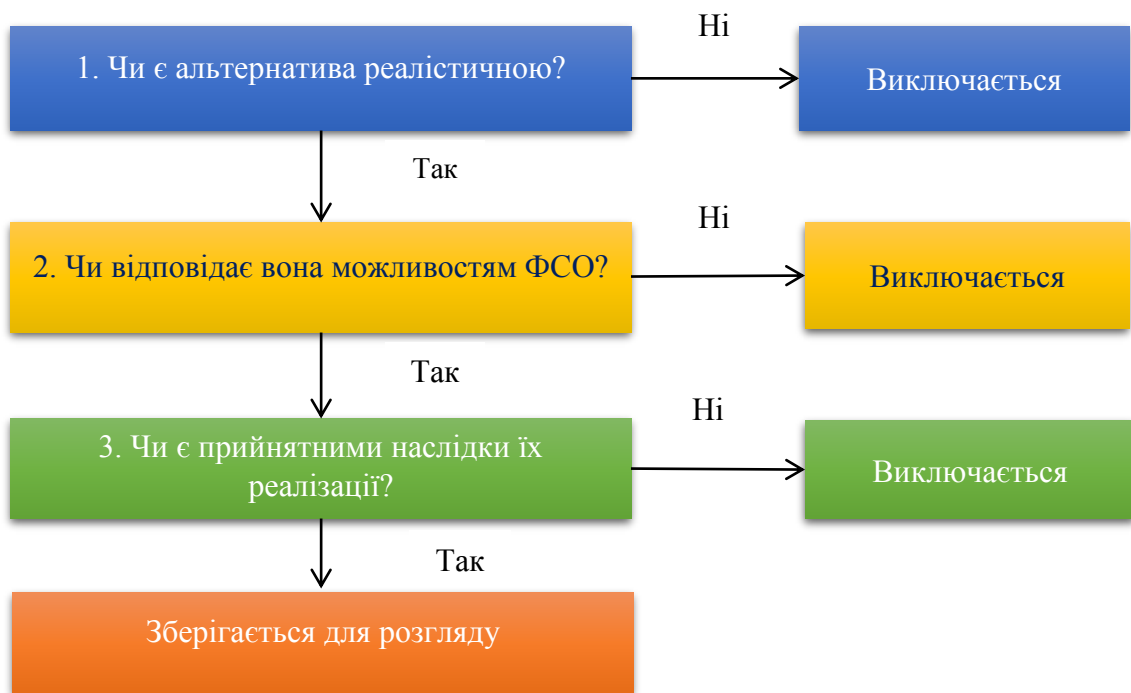 Ні
1. Чи є альтернатива реалістичною?
Виключається
Так
Ні
2. Чи відповідає вона можливостям ФСО?
Виключається
Так
Ні
3. Чи є прийнятними наслідки їх
реалізації?
Виключається
Так
Зберігається для розгляду